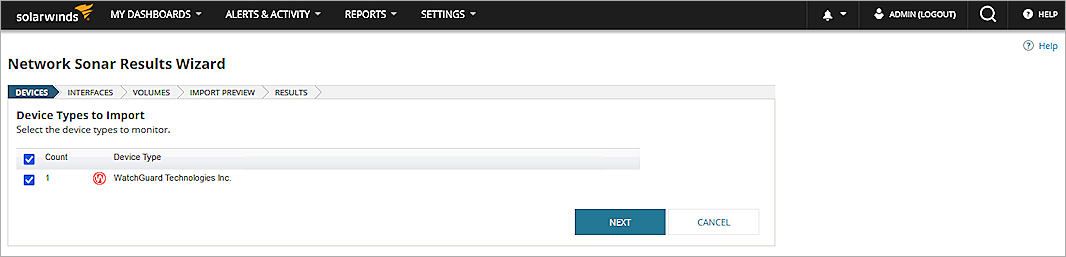 solarwinds MY DASHBOARDS ALERTS & ACTIVITY REPORTS SETTINGS ADMIN (LOGOUT) HELP
Help
Network Sonar Results Wizard
DEVICES INTERFACES VOLUMES IMPORT PREVIEW RESULTS
Device Types to Import
Select the device types to monitor.
Count Device Type
1 WatchGuard Technologies Inc.
NEXT CANCEL